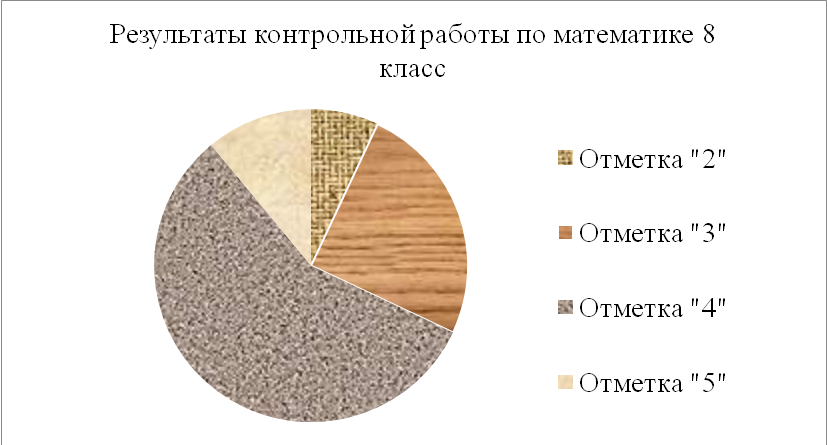 Результаты контрольной работы по математике 8
класс
Отметка "2"
Отметка "3"
Отметка "4"
Отметка "5"